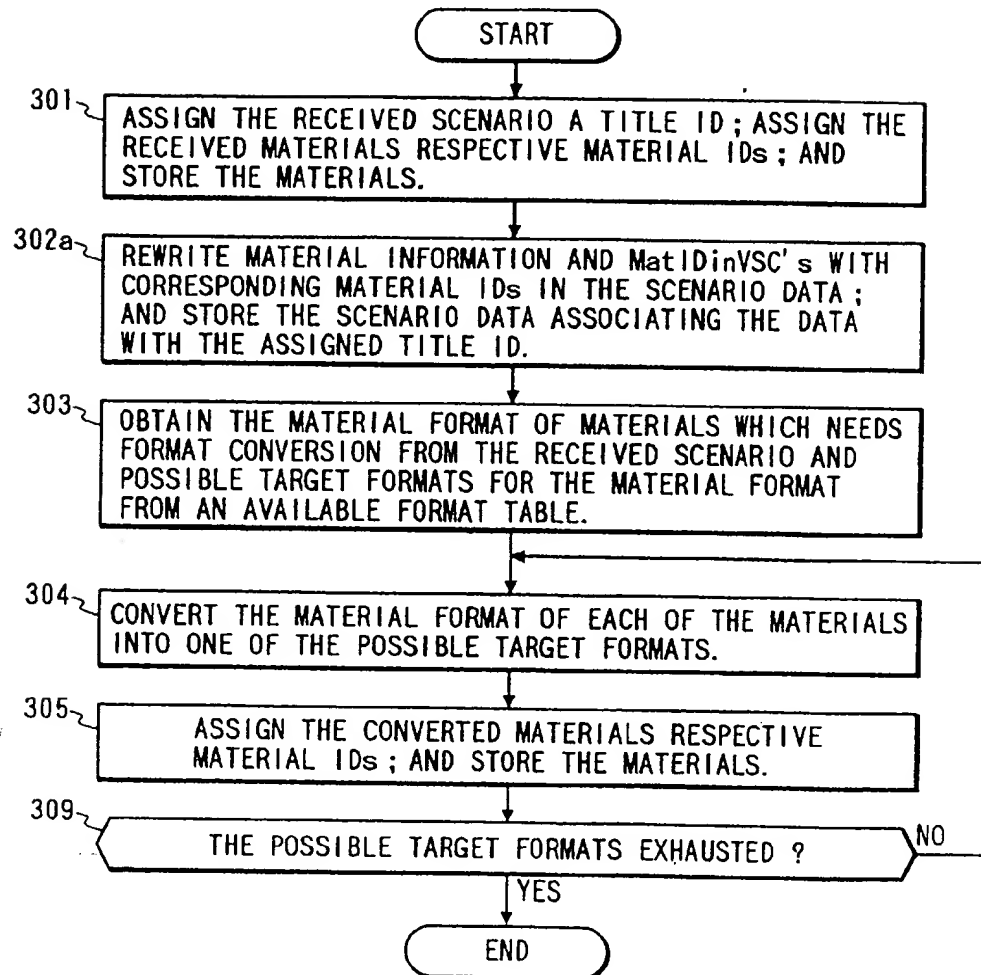 START
301
ASSIGN THE RECEIVED SCENARIO A TITLE ID; ASSIGN THE
RECEIVED MATERIALS RESPECTIVE MATERIAL IDs; AND
STORE THE MATERIALS.
302a
REWRITE MATERIAL INFORMATION AND MatIDinVSC's WITH
CORRESPONDING MATERIAL IDs IN THE SCENARIO DATA;
AND STORE THE SCENARIO DATA ASSOCIATING THE DATA
WITH THE ASSIGNED TITLE ID.
303
OBTAIN THE MATERIAL FORMAT OF MATERIALS WHICH NEEDS
FORMAT CONVERSION FROM THE RECEIVED SCENARIO AND
POSSIBLE TARGET FORMATS FOR THE MATERIAL FORMAT
FROM AN AVAILABLE FORMAT TABLE.
304
CONVERT THE MATERIAL FORMAT OF EACH OF THE MATERIALS
INTO ONE OF THE POSSIBLE TARGET FORMATS.
305
ASSIGN THE CONVERTED MATERIALS RESPECTIVE
MATERIAL IDs; AND STORE THE MATERIALS.
309
THE POSSIBLE TARGET FORMATS EXHAUSTED ?
NO
YES
END